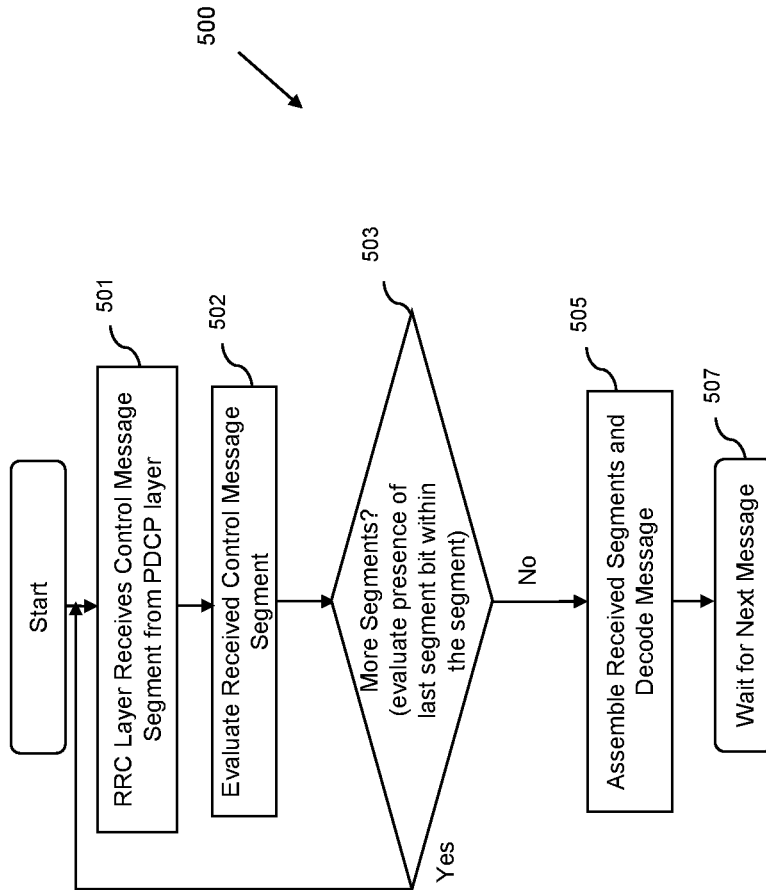 500
Start
501
RRC Layer Receives Control Message
Segment from PDCP layer
502
Evaluate Received Control Message
Segment
503
More Segments?
(evaluate presence of
last segment bit within
the segment)
Yes
No
505
Assemble Received Segments and
Decode Message
507
Wait for Next Message